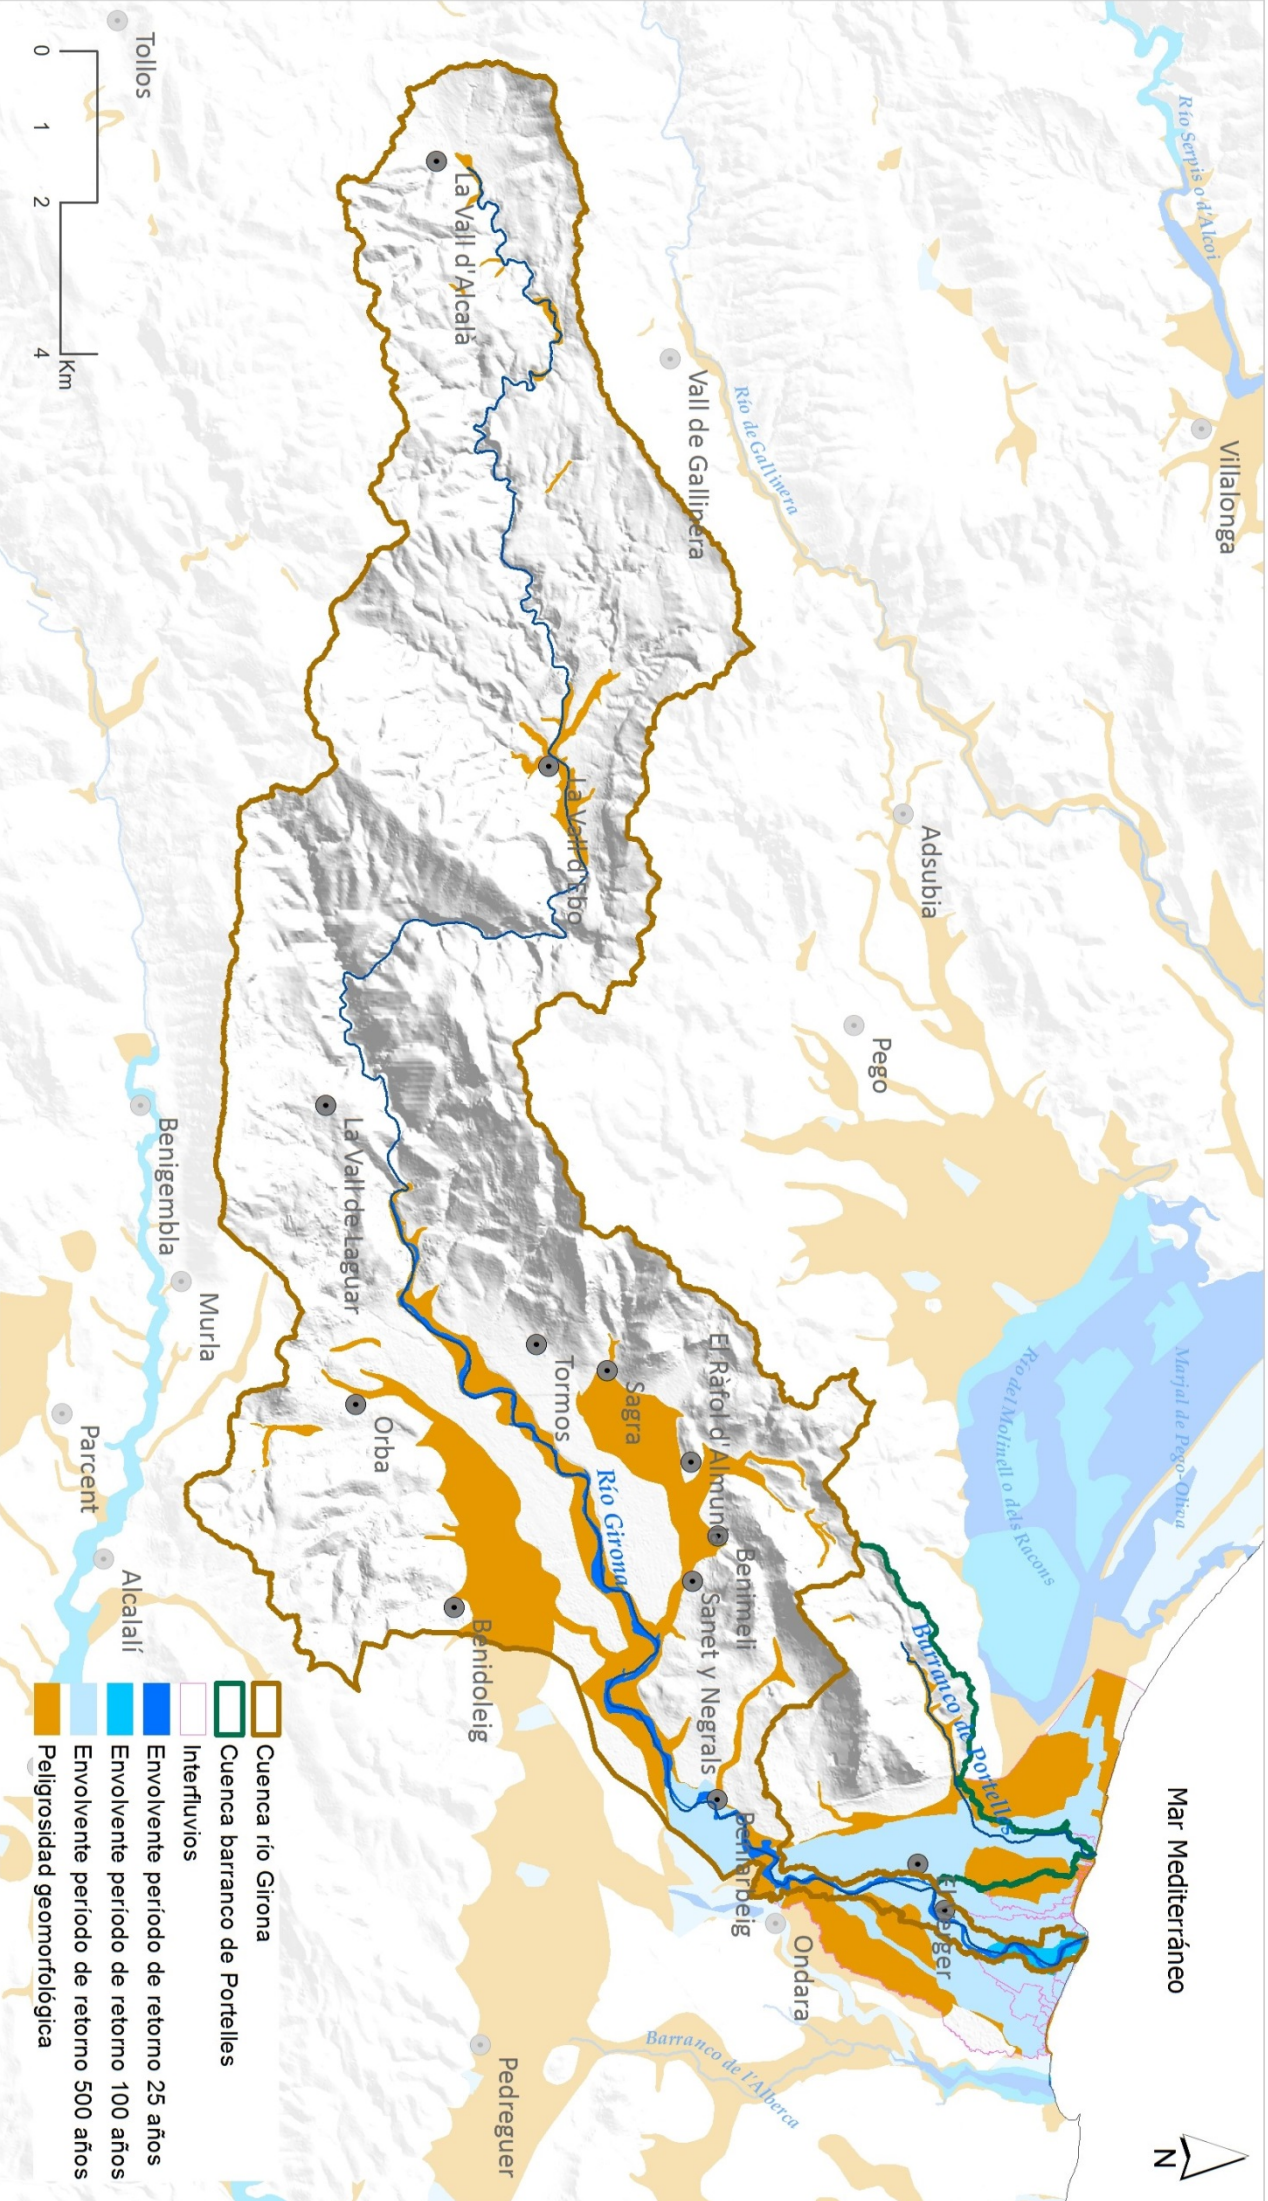 Tollos
0 1 2 4
Km
Río Serpis o d'Alcoi
Villalonga
Vall de Gallinera
Río de Gallinera
La Vall d'Alcalà
Adsubia
Pego
La Vall d'Ebo
La Vall de Laguar
Benigembla
Murla
Parcent
Alcalalí
Orba
Tormos
Sagra
El Ràfol d'Almunia
Benimeli
Sanet y Negrals
Benidoleig
Río Girona
Marjal de Pego-Oliva
Río del Molinell o dels Racons
Barranco de Portelles
Beniarbeig
El Verger
Ondara
Pedreguer
Barranco de l'Alberca
Mar Mediterráneo
N
Cuenca río Girona
Cuenca barranco de Portelles
Interfluvios
Envolvente período de retorno 25 años
Envolvente período de retorno 100 años
Envolvente período de retorno 500 años
Peligrosidad geomorfológica